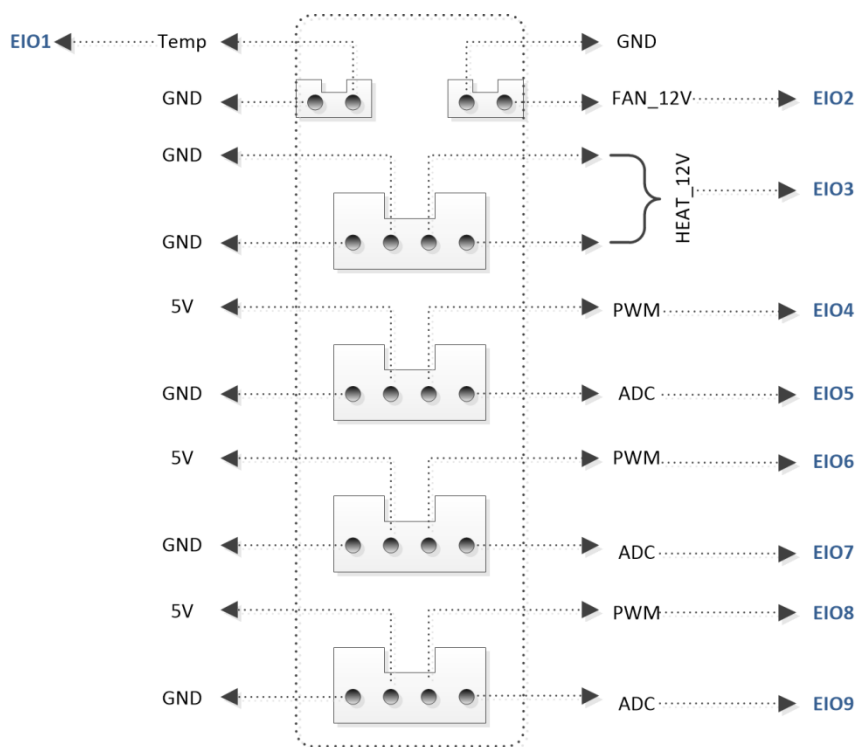 EIO1 Temp GND
GND FAN_12V EIO2
GND
HEAT_12V EIO3
GND
5V PWM EIO4
GND ADC EIO5
5V PWM EIO6
GND ADC EIO7
5V PWM EIO8
GND ADC EIO9